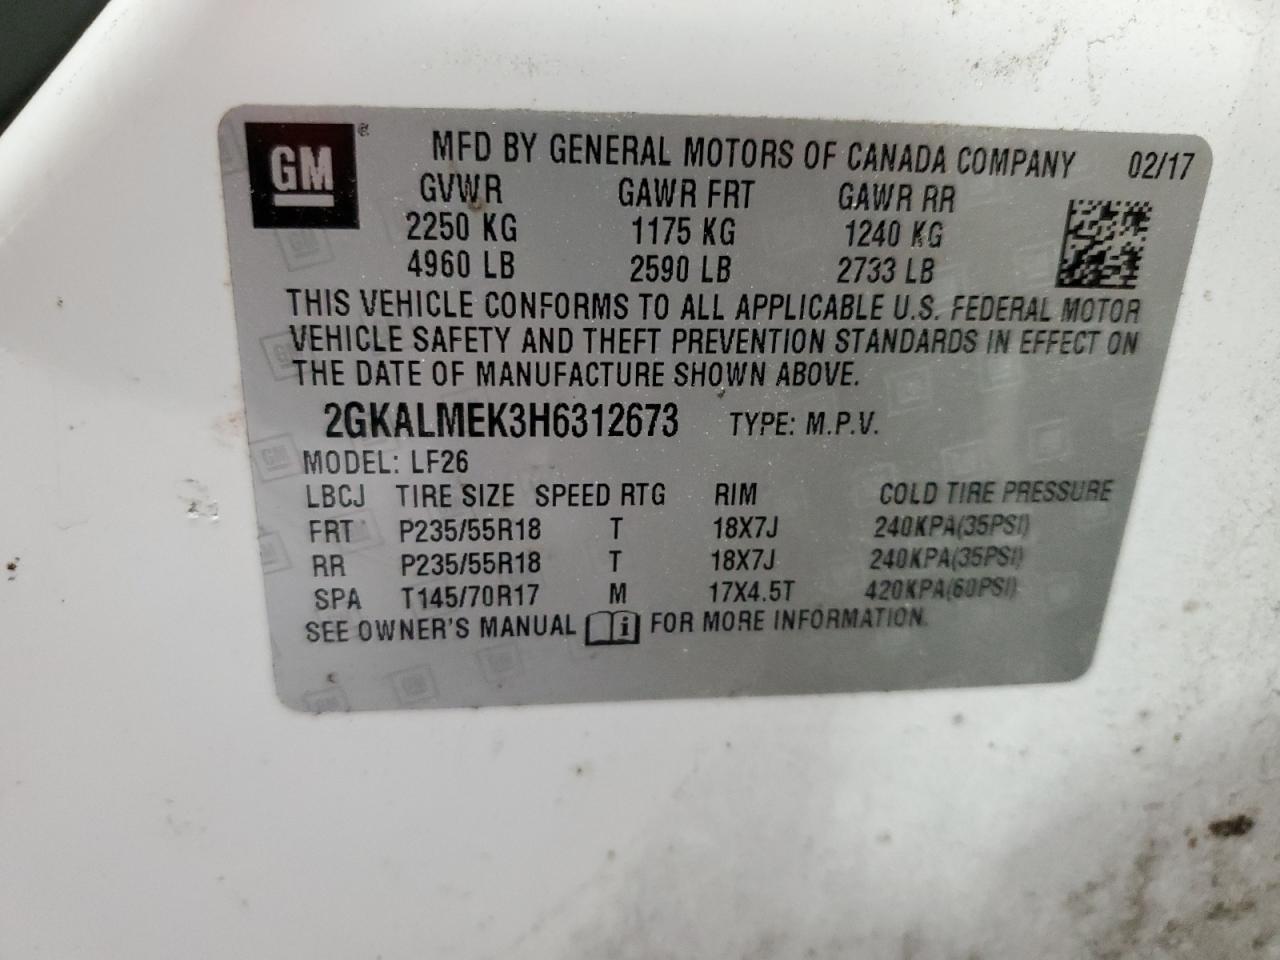 GM ®
MFD BY GENERAL MOTORS OF CANADA COMPANY 02/17
GVWR GAWR FRT GAWR RR
2250 KG 1175 KG 1240 KG
4960 LB 2590 LB 2733 LB
THIS VEHICLE CONFORMS TO ALL APPLICABLE U.S. FEDERAL MOTOR
VEHICLE SAFETY AND THEFT PREVENTION STANDARDS IN EFFECT ON
THE DATE OF MANUFACTURE SHOWN ABOVE.
2GKALMEK3H6312673 TYPE: M.P.V.
MODEL: LF26
LBCJ TIRE SIZE SPEED RTG RIM COLD TIRE PRESSURE
FRT P235/55R18 T 18X7J 240KPA(35PSI)
RR P235/55R18 T 18X7J 240KPA(35PSI)
SPA T145/70R17 M 17X4.5T 420KPA(60PSI)
SEE OWNER'S MANUAL i FOR MORE INFORMATION.